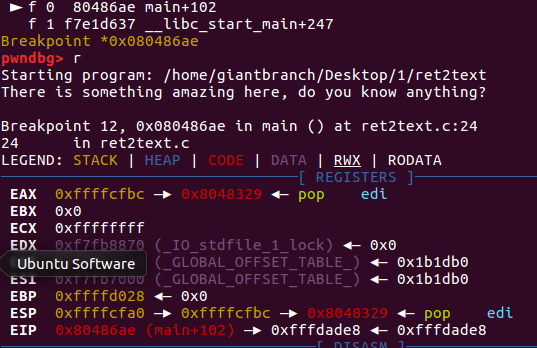 ► f 0  80486ae main+102
f 1 f7e1d637 __libc_start_main+247
Breakpoint *0x080486ae
pwndbg> r
Starting program: /home/giantbranch/Desktop/1/ret2text
There is something amazing here, do you know anything?
Breakpoint 12, 0x080486ae in main () at ret2text.c:24
24      in ret2text.c
LEGEND: STACK | HEAP | CODE | DATA | RWX | RODATA
[ REGISTERS ]
EAX  0xffffcfbc —▸ 0x8048329 ◂— pop    edi
EBX  0x0
ECX  0xffffffff
EDX  0xf7fb8870 (_IO_stdfile_1_lock) ◂— 0x0
(_GLOBAL_OFFSET_TABLE_) ◂— 0x1b1db0
Ubuntu Software
ESI  0xf7fb7000 (_GLOBAL_OFFSET_TABLE_) ◂— 0x1b1db0
EBP  0xffffd028 ◂— 0x0
ESP  0xffffcfa0 —▸ 0xffffcfbc —▸ 0x8048329 ◂— pop    edi
EIP  0x80486ae (main+102) —▸ 0xfffdade8 ◂— 0xfffdade8
[ DISASM ]